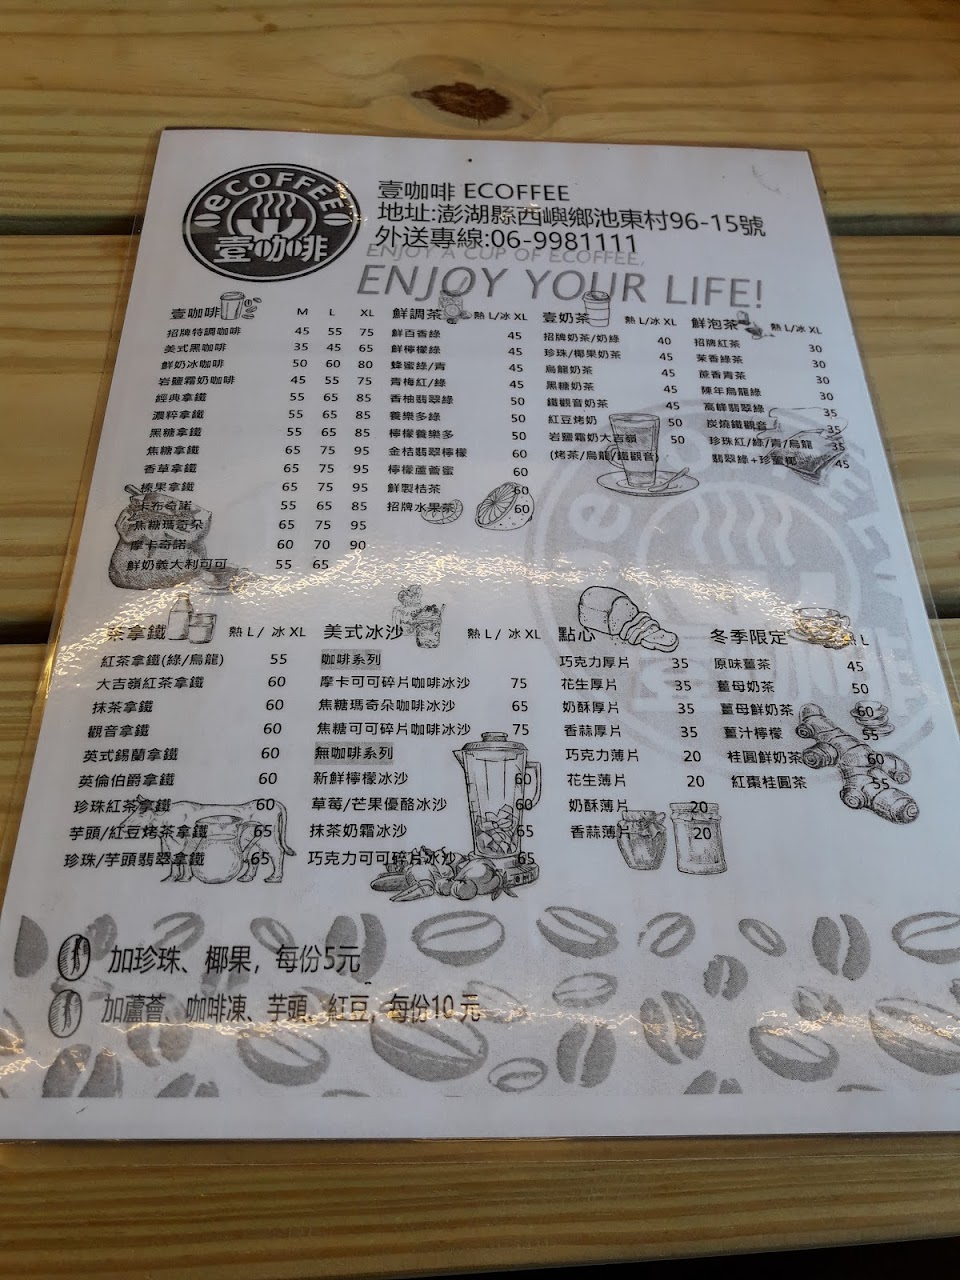 eCOFFEE
壹咖啡
壹咖啡 ECOFFEE
地址:澎湖縣西嶼鄉池東村96-15號
外送專線:06-9981111
ENJOY A CUP OF ECOFFEE,
ENJOY YOUR LIFE!
壹咖啡 M L XL
招牌特調咖啡 45 55 75
美式黑咖啡 35 45 65
鮮奶冰咖啡 50 60 80
岩鹽霜奶咖啡 45 55 75
經典拿鐵 55 65 85
濃粹拿鐵 55 65 85
黑糖拿鐵 55 65 85
焦糖拿鐵 65 75 95
香草拿鐵 65 75 95
榛果拿鐵 65 75 95
卡布奇諾 55 65 85
焦糖瑪奇朵 65 75 95
摩卡奇諾 60 70 90
鮮奶義大利可可 55 65
鮮調茶 熱 L/冰 XL
鮮百香綠 45
鮮檸檬綠 45
蜂蜜綠/青 45
青梅紅/綠 45
香柚翡翠綠 50
養樂多綠 50
檸檬養樂多 50
金桔翡翠檸檬 60
檸檬蘆薈蜜 60
鮮製桔茶 60
招牌水果茶 60
壹奶茶 熱 L/冰 XL
招牌奶茶/奶綠 40
珍珠/椰果奶茶 45
烏龍奶茶 45
黑糖奶茶 45
鐵觀音奶茶 45
紅豆烤奶 50
岩鹽霜奶大吉嶺 50
(烤茶/烏龍/鐵觀音)
鮮泡茶 熱 L/冰 XL
招牌紅茶 30
茉香綠茶 30
蔗香青茶 30
陳年烏龍綠 30
高峰翡翠綠 35
炭燒鐵觀音 35
珍珠紅/綠/青/烏龍 35
翡翠綠+珍蜜椰 45
茶拿鐵 熱 L/ 冰 XL
紅茶拿鐵(綠/烏龍) 55
大吉嶺紅茶拿鐵 60
抹茶拿鐵 60
觀音拿鐵 60
英式錫蘭拿鐵 60
英倫伯爵拿鐵 60
珍珠紅茶拿鐵 60
芋頭/紅豆烤茶拿鐵 65
珍珠/芋頭翡翠拿鐵 65
美式冰沙 熱 L/ 冰 XL
咖啡系列
摩卡可可碎片咖啡冰沙 75
焦糖瑪奇朵咖啡冰沙 65
焦糖可可碎片咖啡冰沙 75
無咖啡系列
新鮮檸檬冰沙 60
草莓/芒果優酪冰沙 60
抹茶奶霜冰沙 65
巧克力可可碎片冰沙 65
點心
巧克力厚片 35
花生厚片 35
奶酥厚片 35
香蒜厚片 35
巧克力薄片 20
花生薄片 20
奶酥薄片 20
香蒜薄片 20
冬季限定 L
原味薑茶 45
薑母奶茶 50
薑母鮮奶茶 60
薑汁檸檬 55
桂圓鮮奶茶 60
紅棗桂圓茶 55
加珍珠、椰果，每份5元
加蘆薈、咖啡凍、芋頭、紅豆，每份10 元